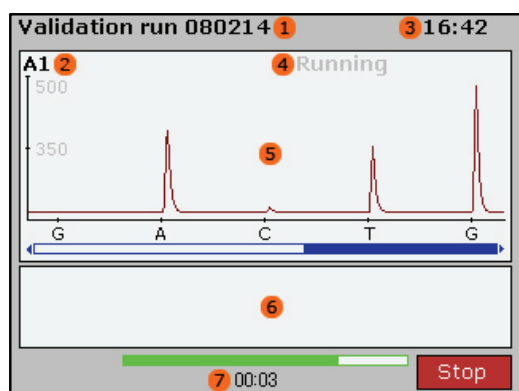 Validation run 080214 1 3 16:42
A1 2 4 Running
500
350
5
G A C T G
6
7 00:03 Stop